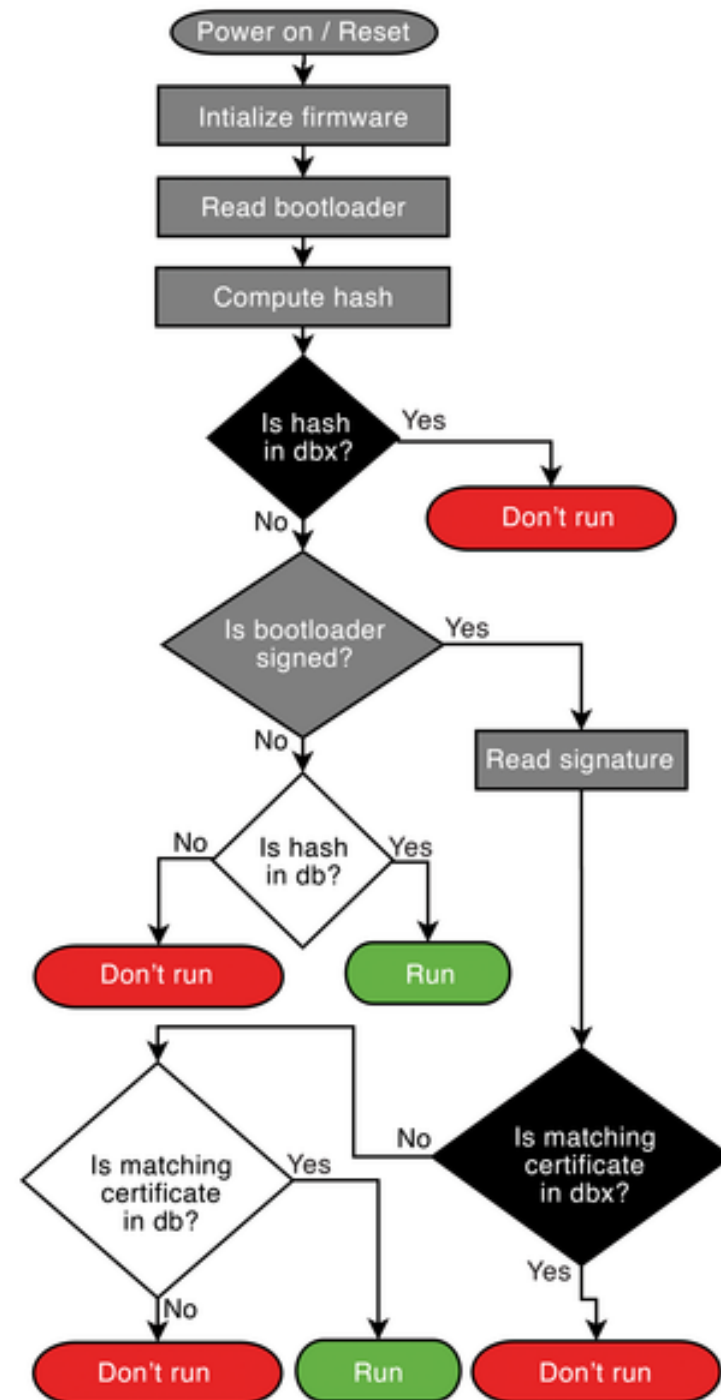 Power on / Reset
Intialize firmware
Read bootloader
Compute hash
Is hash
in dbx?
Yes
Don't run
No
Is bootloader
signed?
Yes
No
Read signature
No
Is hash
in db?
Yes
Don't run
Run
Is matching
certificate
in db?
Yes
No
Is matching
certificate
in dbx?
No
Yes
Don't run
Run
Don't run